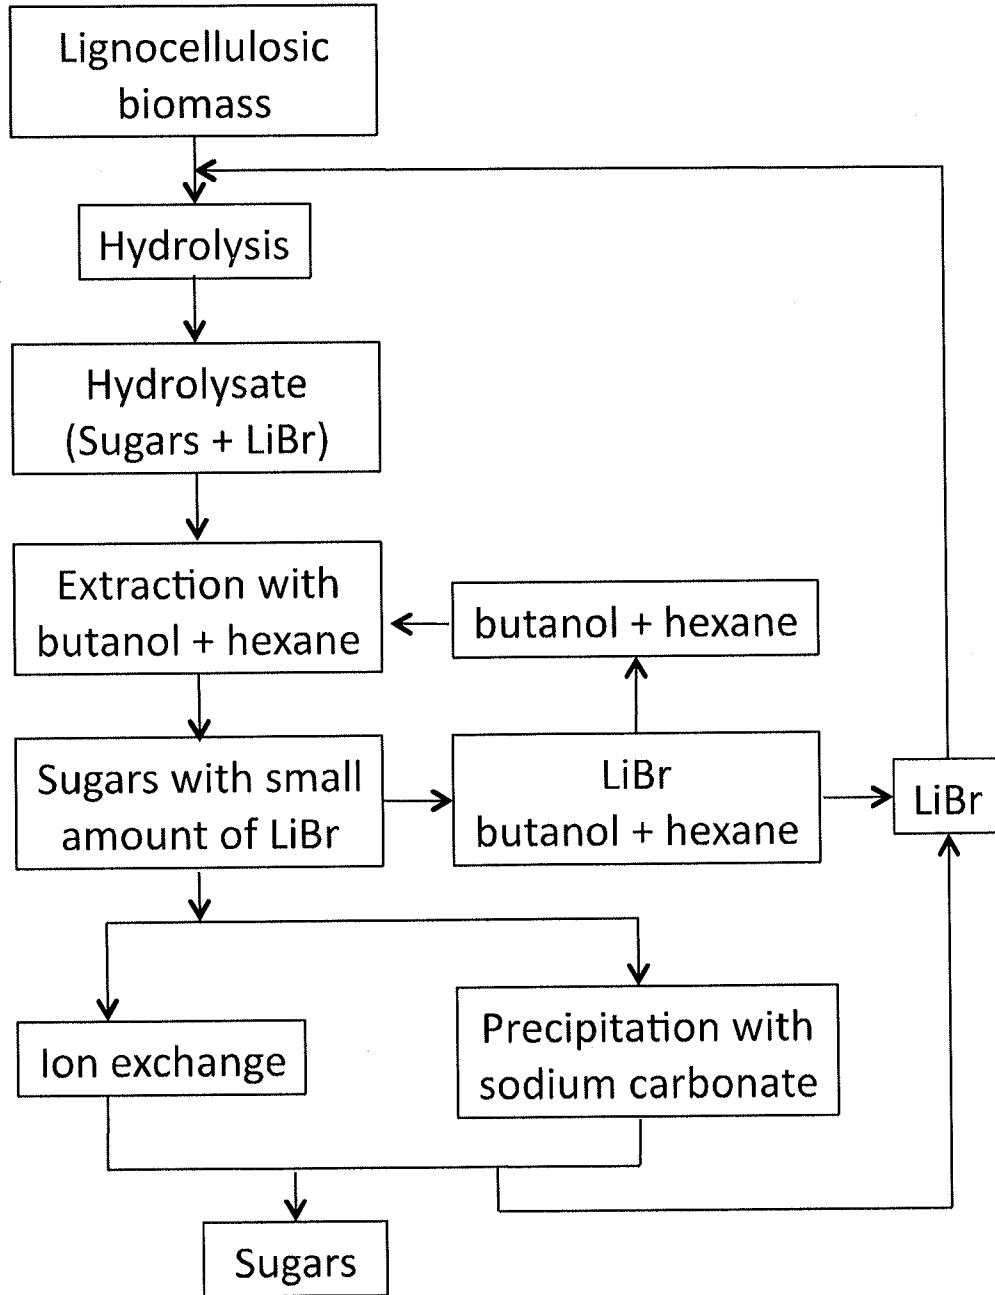 Lignocellulosic
biomass
Hydrolysis
Hydrolysate
(Sugars + LiBr)
Extraction with
butanol + hexane
butanol + hexane
Sugars with small
amount of LiBr
LiBr
butanol + hexane
LiBr
Ion exchange
Precipitation with
sodium carbonate
Sugars